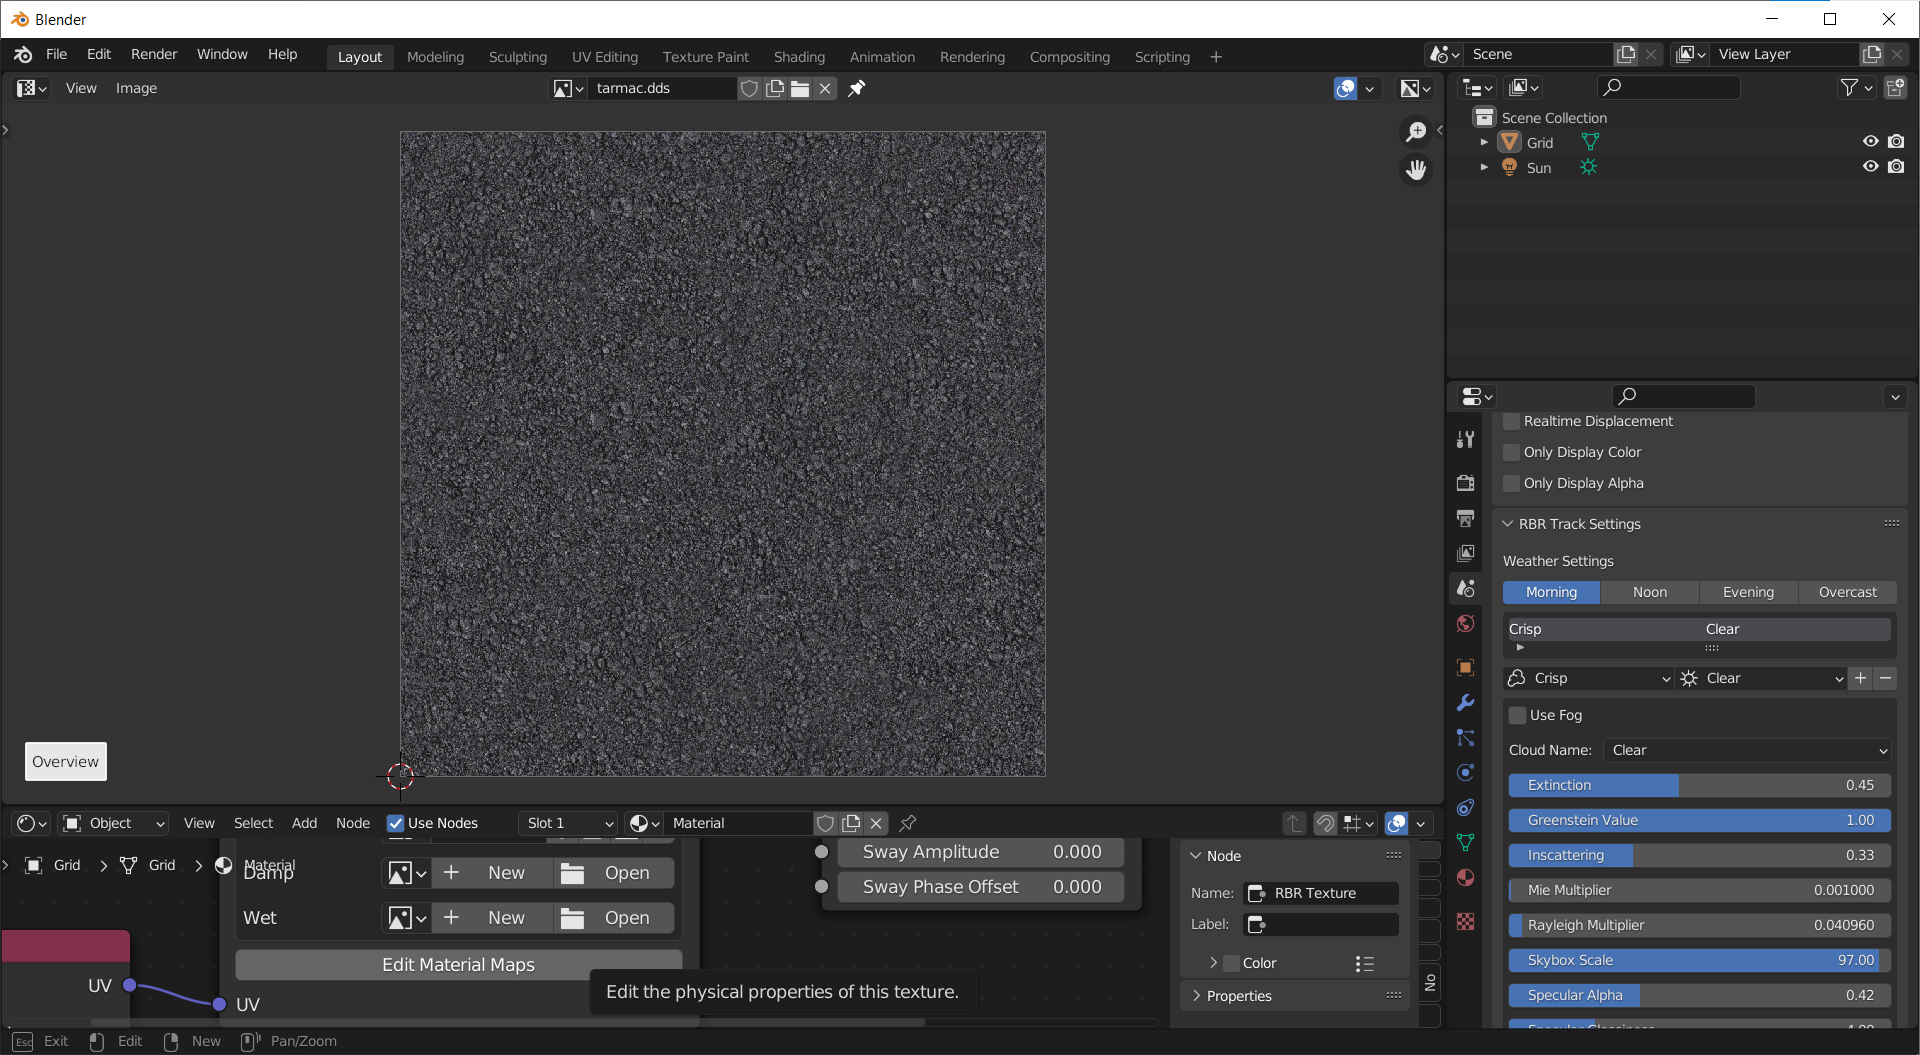 Blender
File Edit Render Window Help Layout Modeling Sculpting UV Editing Texture Paint Shading Animation Rendering Compositing Scripting + Scene View Layer
View Image tarmac.dds
Scene Collection
Grid
Sun
Realtime Displacement
Only Display Color
Only Display Alpha
RBR Track Settings
Weather Settings
Morning Noon Evening Overcast
Crisp Clear
Crisp Clear
Use Fog
Cloud Name: Clear
Extinction 0.45
Greenstein Value 1.00
Inscattering 0.33
Mie Multiplier 0.001000
Rayleigh Multiplier 0.040960
Skybox Scale 97.00
Specular Alpha 0.42
Overview
Object View Select Add Node Use Nodes Slot 1 Material
Grid Grid Material
Damp New Open
Wet New Open
Edit Material Maps
UV UV
Edit the physical properties of this texture.
Sway Amplitude 0.000
Sway Phase Offset 0.000
Node
Name: RBR Texture
Label:
Color
Properties
No
Esc Exit Edit New Pan/Zoom